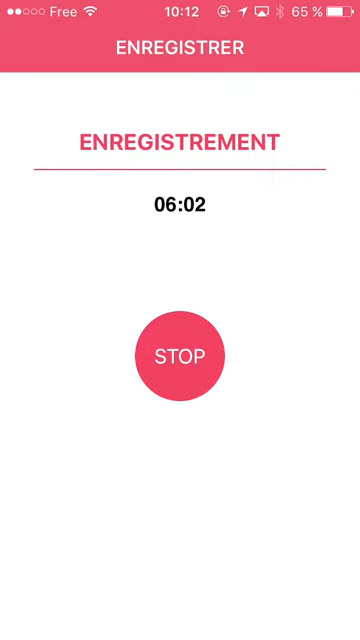 Free 10:12 65 %
ENREGISTRER
ENREGISTREMENT
06:02
STOP